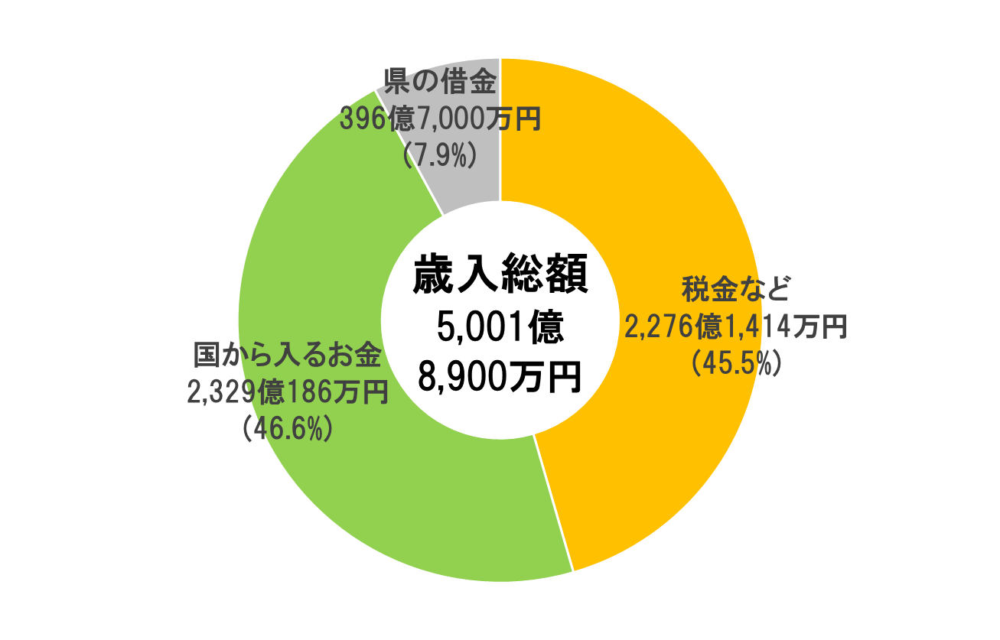 県の借金
396億7,000万円
(7.9%)
歳入総額
5,001億
8,900万円
税金など
2,276億1,414万円
(45.5%)
国から入るお金
2,329億186万円
(46.6%)